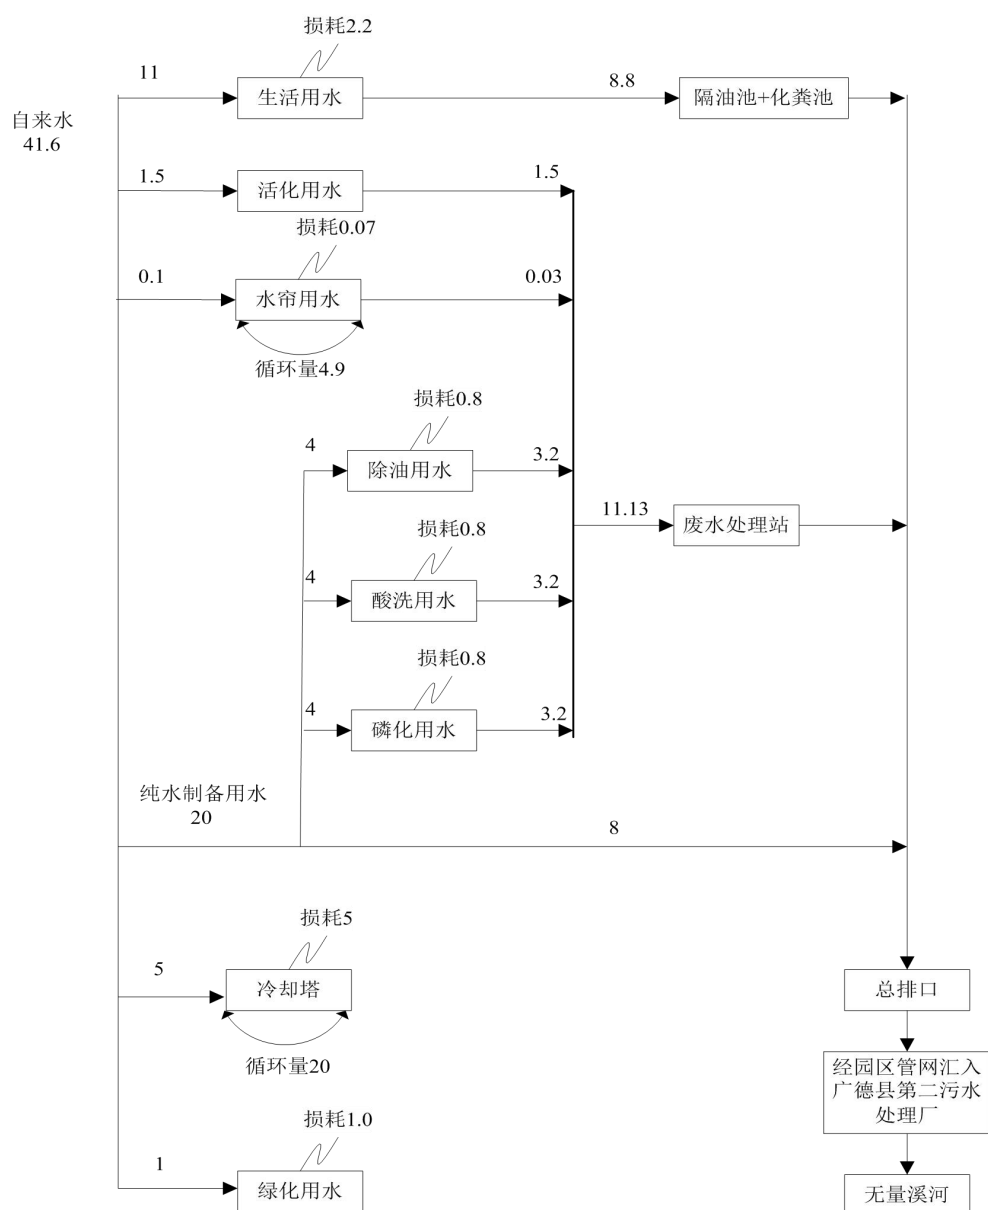 损耗2.2
11
生活用水
8.8
隔油池+化粪池
自来水
41.6
1.5
活化用水
1.5
损耗0.07
0.1
水帘用水
0.03
循环量4.9
损耗0.8
4
除油用水
3.2
11.13
废水处理站
损耗0.8
4
酸洗用水
3.2
损耗0.8
4
磷化用水
3.2
纯水制备用水
20
8
损耗5
5
冷却塔
循环量20
总排口
经园区管网汇入
广德县第二污水
处理厂
损耗1.0
1
绿化用水
无量溪河